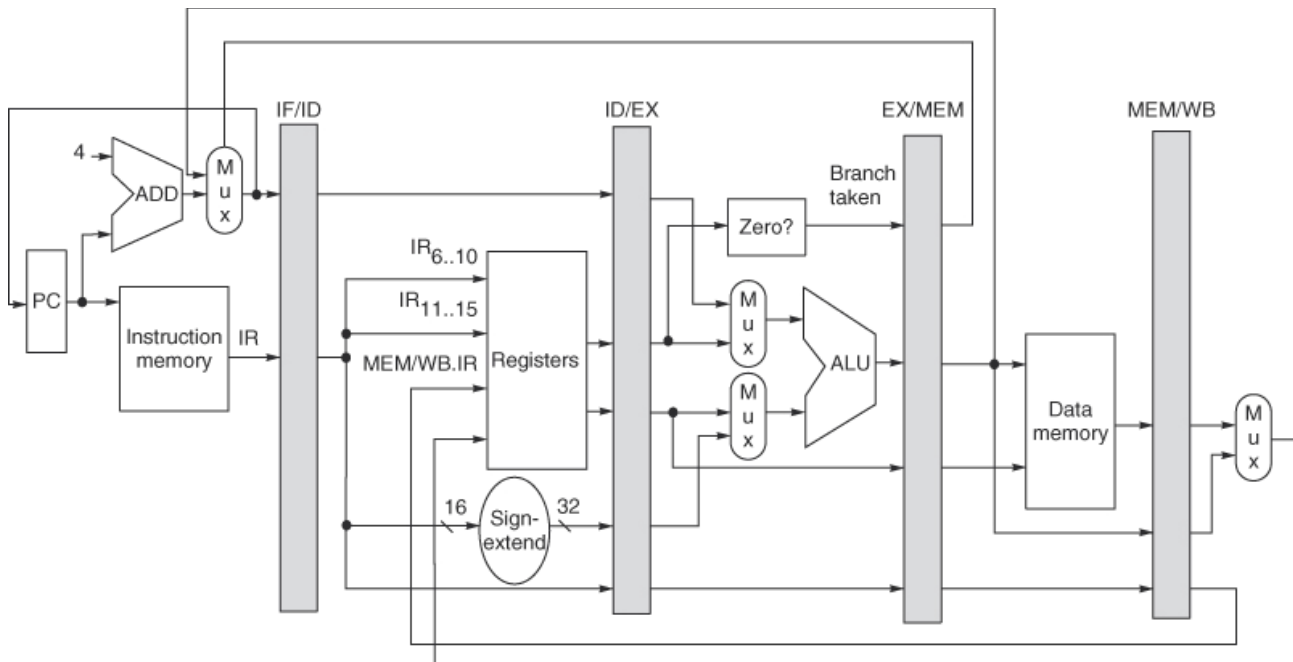 IF/ID
ID/EX
EX/MEM
MEM/WB
4
ADD
M
u
x
Branch
taken
Zero?
IR6..10
PC
Instruction
memory
IR
IR11..15
MEM/WB.IR
Registers
M
u
x
ALU
M
u
x
Data
memory
M
u
x
16
Sign-
extend
32